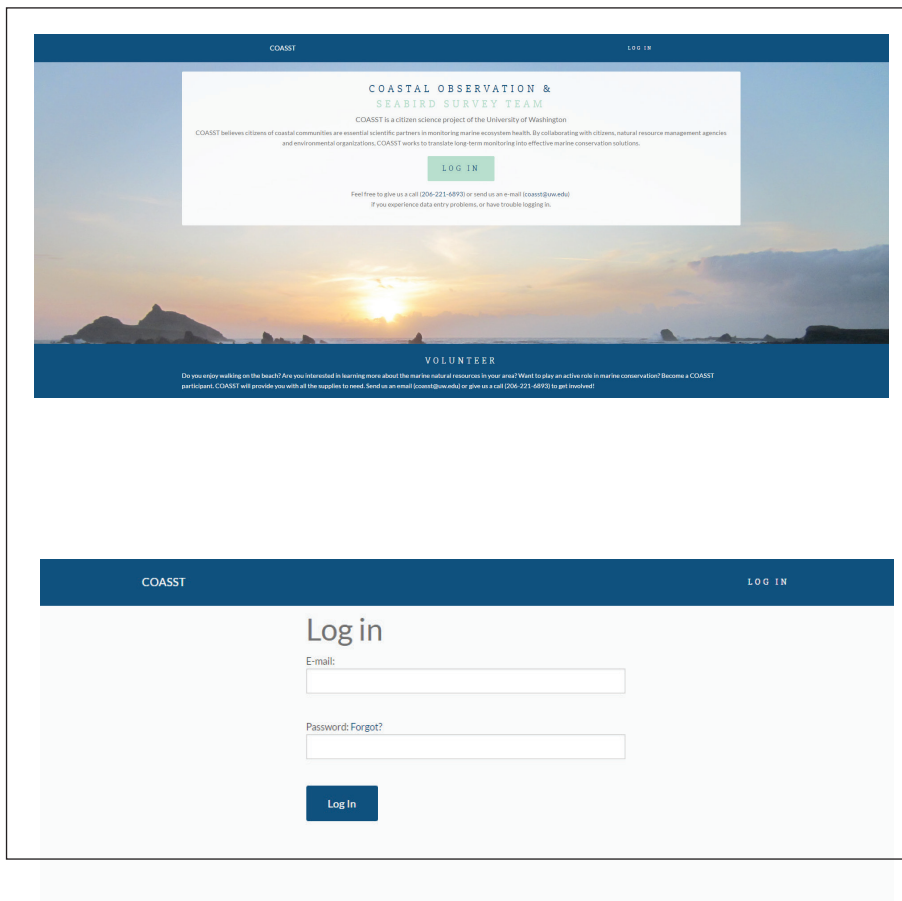 COASST
LOG IN
COASTAL OBSERVATION &
SEABIRD SURVEY TEAM
COASST is a citizen science project of the University of Washington
COASST believes citizens of coastal communities are essential scientific partners in monitoring marine ecosystem health. By collaborating with citizens, natural resource management agencies
and environmental organizations, COASST works to translate long-term monitoring into effective marine conservation solutions.
LOG IN
Feel free to give us a call (206-221-6893) or send us an e-mail (coasst@uw.edu)
if you experience data entry problems, or have trouble logging in.
VOLUNTEER
Do you enjoy walking on the beach? Are you interested in learning more about the marine natural resources in your area? Want to play an active role in marine conservation? Become a COASST
participant. COASST will provide you with all the supplies to need. Send us an email (coasst@uw.edu) or give us a call (206-221-6893) to get involved!
COASST
LOG IN
Log in
E-mail:
Password: Forgot?
Log In